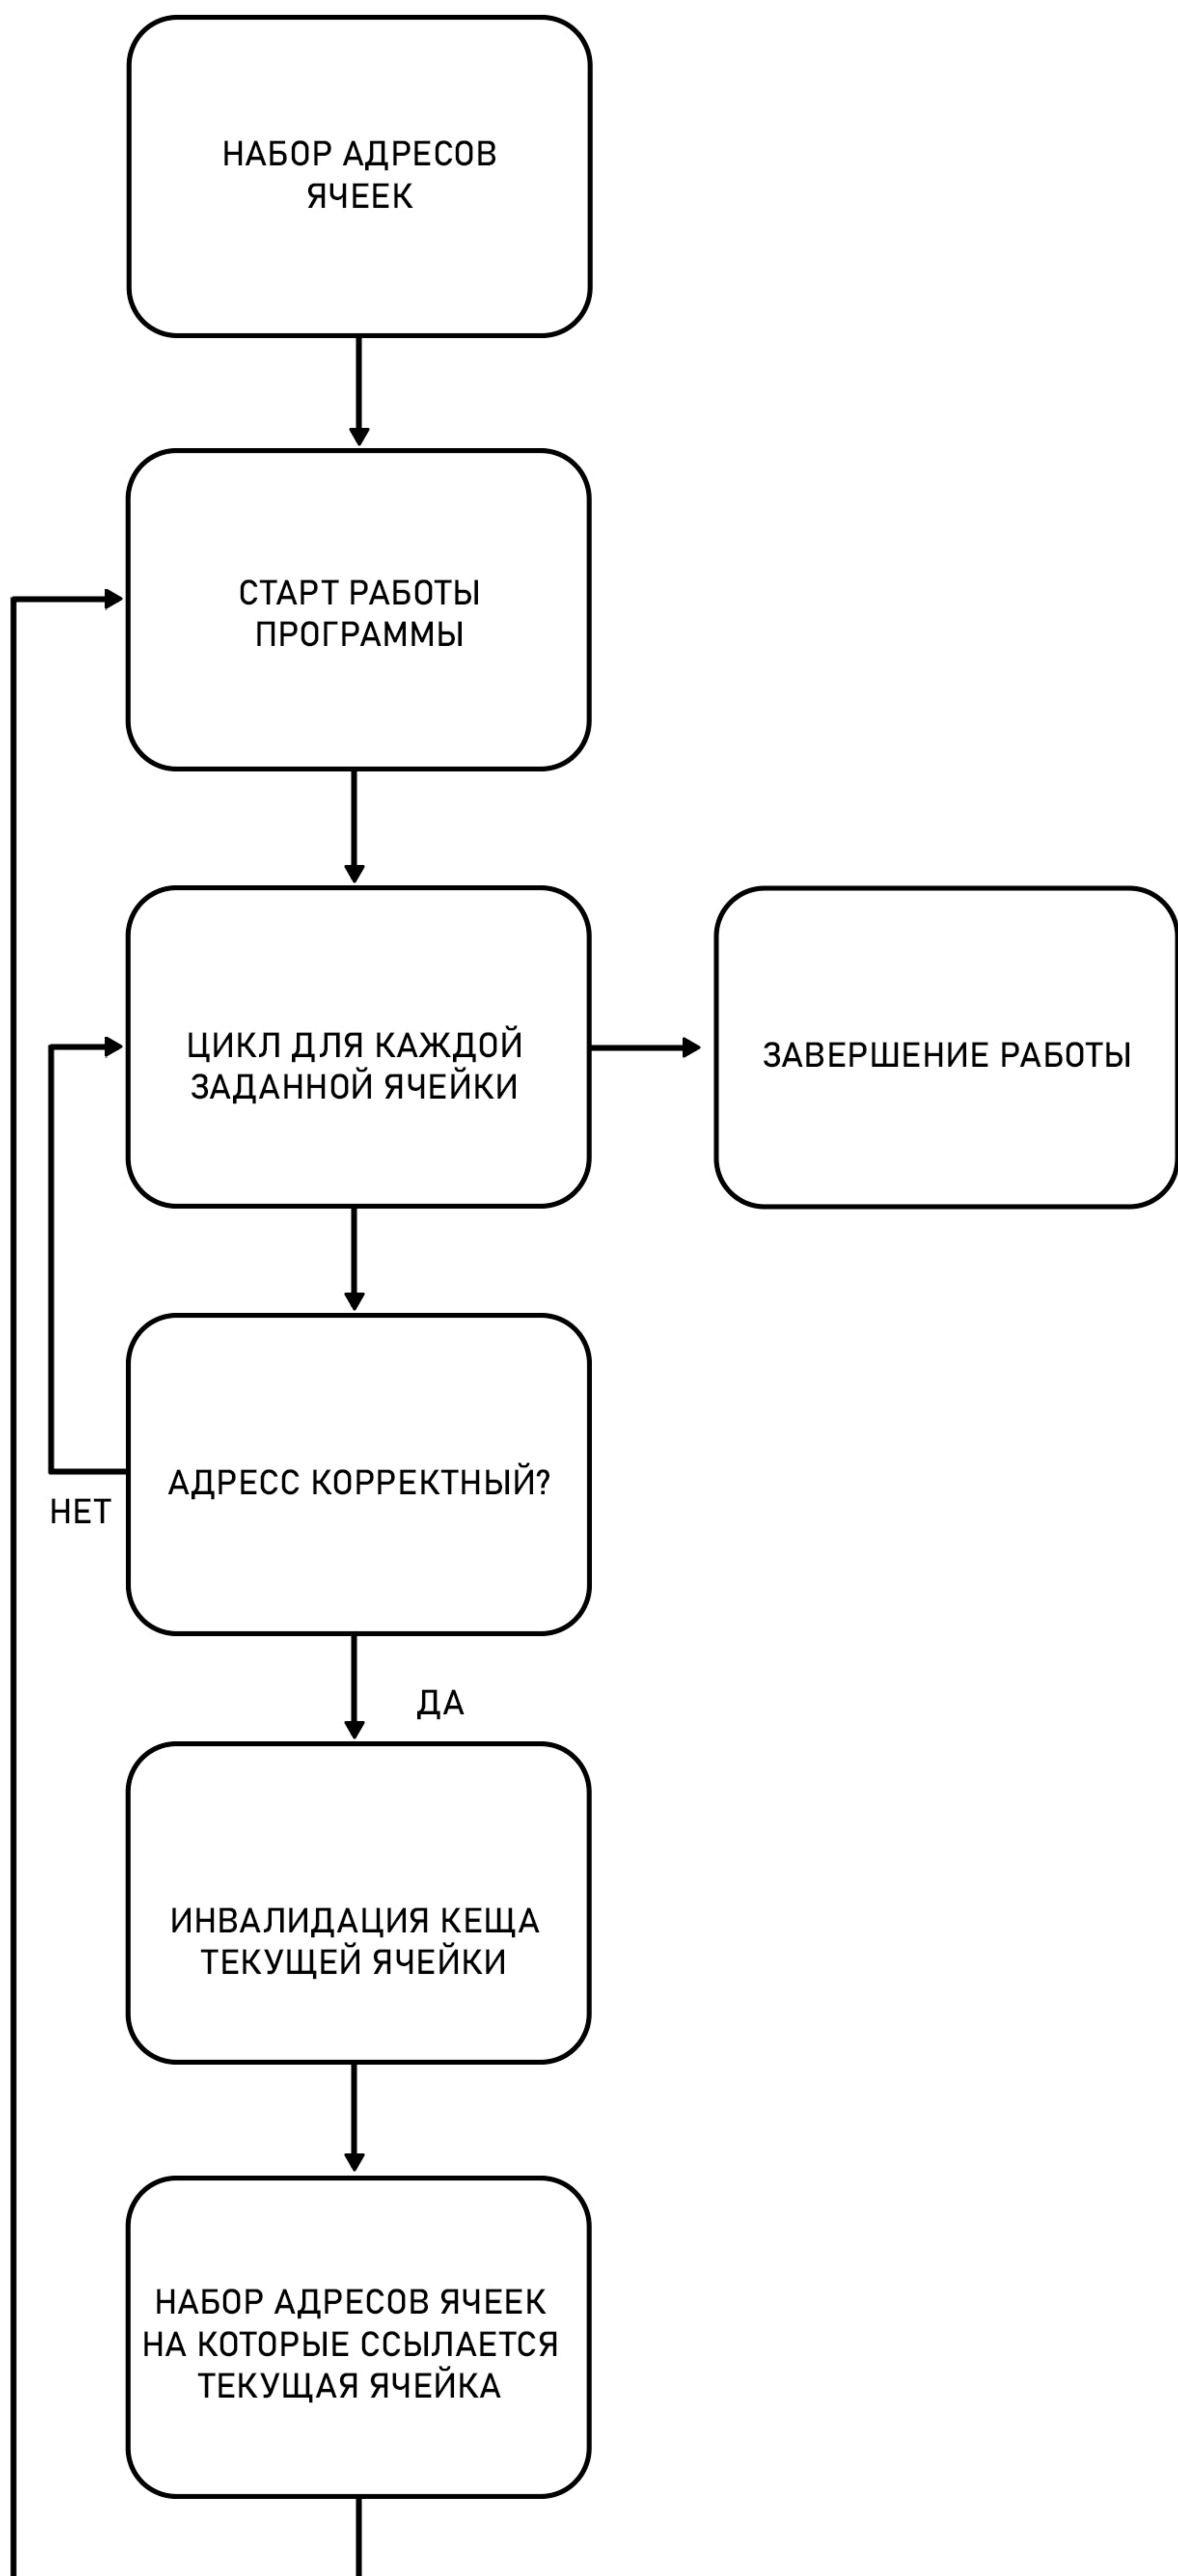 НАБОР АДРЕСОВ
ЯЧЕЕК
СТАРТ РАБОТЫ
ПРОГРАММЫ
ЦИКЛ ДЛЯ КАЖДОЙ
ЗАДАННОЙ ЯЧЕЙКИ
ЗАВЕРШЕНИЕ РАБОТЫ
АДРЕСС КОРРЕКТНЫЙ?
НЕТ
ДА
ИНВАЛИДАЦИЯ КЕЩА
ТЕКУЩЕЙ ЯЧЕЙКИ
НАБОР АДРЕСОВ ЯЧЕЕК
НА КОТОРЫЕ ССЫЛАЕТСЯ
ТЕКУЩАЯ ЯЧЕЙКА